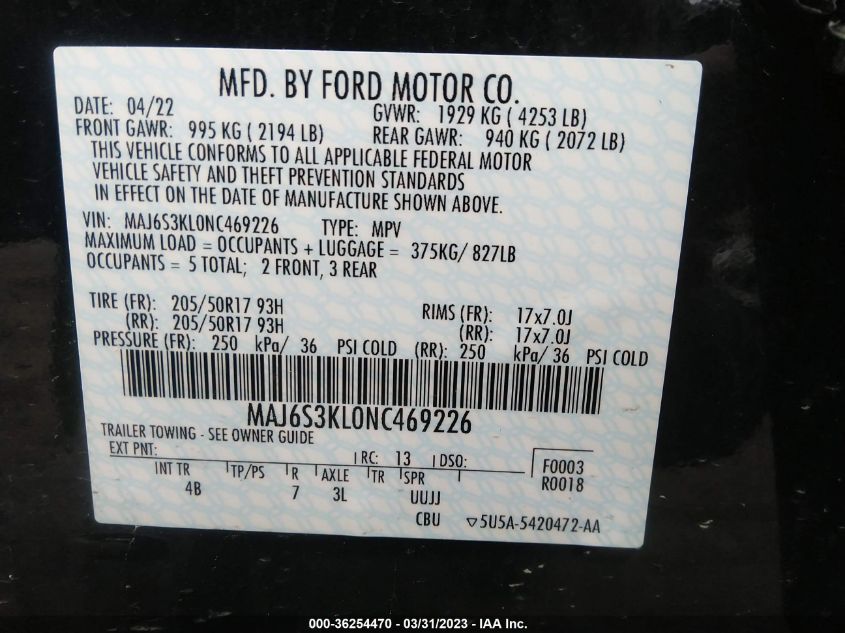 MFD. BY FORD MOTOR CO.
DATE: 04/22 GVWR: 1929 KG ( 4253 LB)
FRONT GAWR: 995 KG ( 2194 LB) REAR GAWR: 940 KG ( 2072 LB)
THIS VEHICLE CONFORMS TO ALL APPLICABLE FEDERAL MOTOR
VEHICLE SAFETY AND THEFT PREVENTION STANDARDS
IN EFFECT ON THE DATE OF MANUFACTURE SHOWN ABOVE.
VIN: MAJ6S3KL0NC469226 TYPE: MPV
MAXIMUM LOAD = OCCUPANTS + LUGGAGE = 375KG/ 827LB
OCCUPANTS = 5 TOTAL; 2 FRONT, 3 REAR
TIRE (FR): 205/50R17 93H RIMS (FR): 17x7.0J
(RR): 205/50R17 93H (RR): 17x7.0J
PRESSURE (FR): 250 kPa/ 36 PSI COLD (RR): 250 kPa/ 36 PSI COLD
MAJ6S3KL0NC469226
TRAILER TOWING - SEE OWNER GUIDE
EXT PNT: RC: 13 DSO: F0003
INT TR TP/PS R AXLE TR SPR R0018
4B 7 3L UUJJ
CBU ▽5U5A-5420472-AA
000-36254470 - 03/31/2023 - IAA Inc.